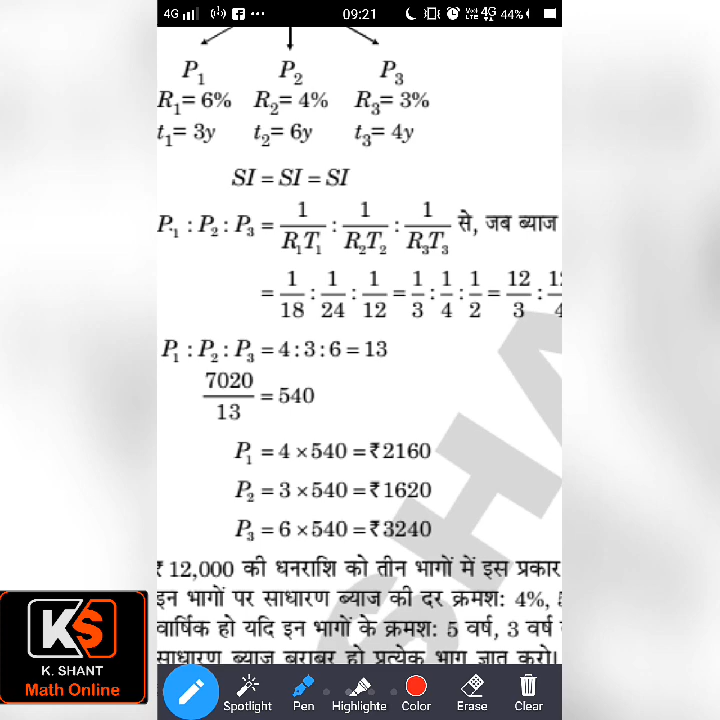 4G 09:21 4G 44%
P₁ P₂ P₃
R₁= 6% R₂= 4% R₃= 3%
t₁= 3y t₂= 6y t₃= 4y
SI = SI = SI
P₁ : P₂ : P₃ = 1/R₁T₁ : 1/R₂T₂ : 1/R₃T₃ से, जब ब्याज
= 1/18 : 1/24 : 1/12 = 1/3 : 1/4 : 1/2 = 12/3 :
P₁ : P₂ : P₃ = 4 : 3 : 6 = 13
7020/13 = 540
P₁ = 4 × 540 = ₹2160
P₂ = 3 × 540 = ₹1620
P₃ = 6 × 540 = ₹3240
₹ 12,000 की धनराशि को तीन भागों में इस प्रकार
इन भागों पर साधारण ब्याज की दर क्रमश: 4%,
वार्षिक हो यदि इन भागों के क्रमश: 5 वर्ष, 3 वर्ष
साधारण ब्याज बराबर हो प्रत्येक भाग ज्ञात करो।
KS
K. SHANT
Math Online
Spotlight Pen Highlighte Color Erase Clear